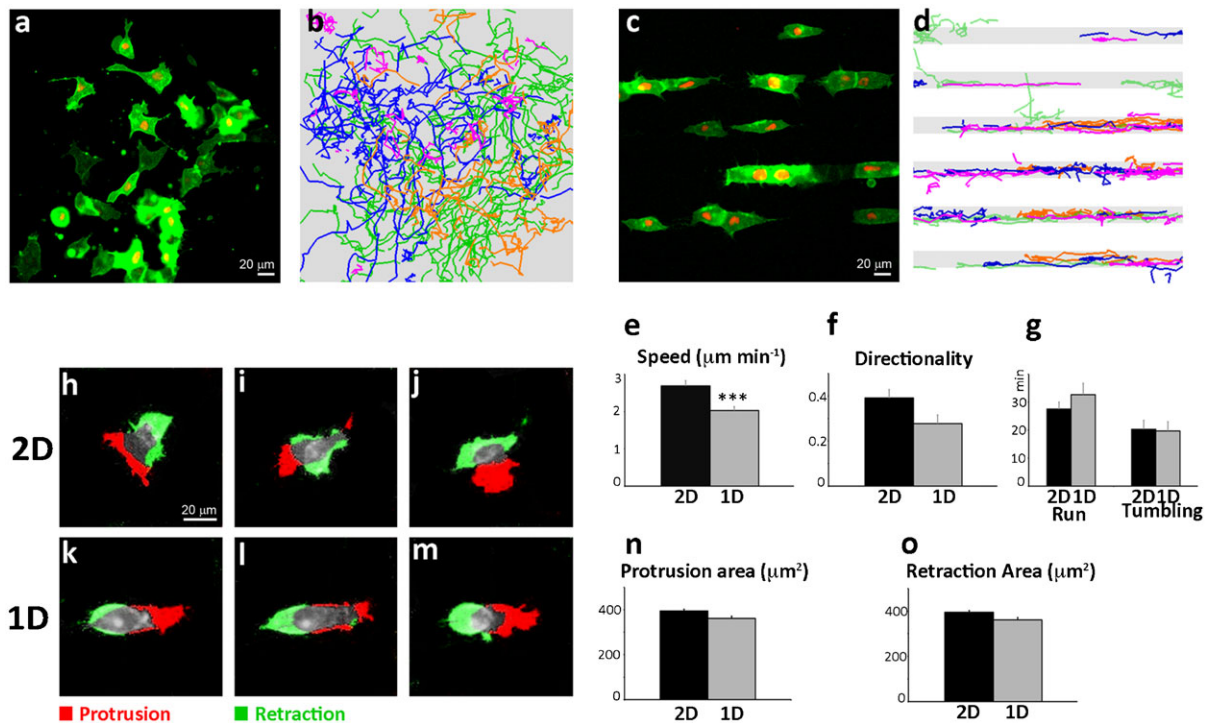 a
b
c
d
20 μm
20 μm
e
Speed (μm min⁻¹)
3
2
1
0
***
2D 1D
f
Directionality
0.4
0.2
0
2D 1D
g
min
30
20
10
0
2D 1D 2D 1D
Run Tumbling
2D
h
i
j
20 μm
1D
k
l
m
Protrusion Retraction
n
Protrusion area (μm²)
400
200
0
2D 1D
o
Retraction Area (μm²)
400
200
0
2D 1D